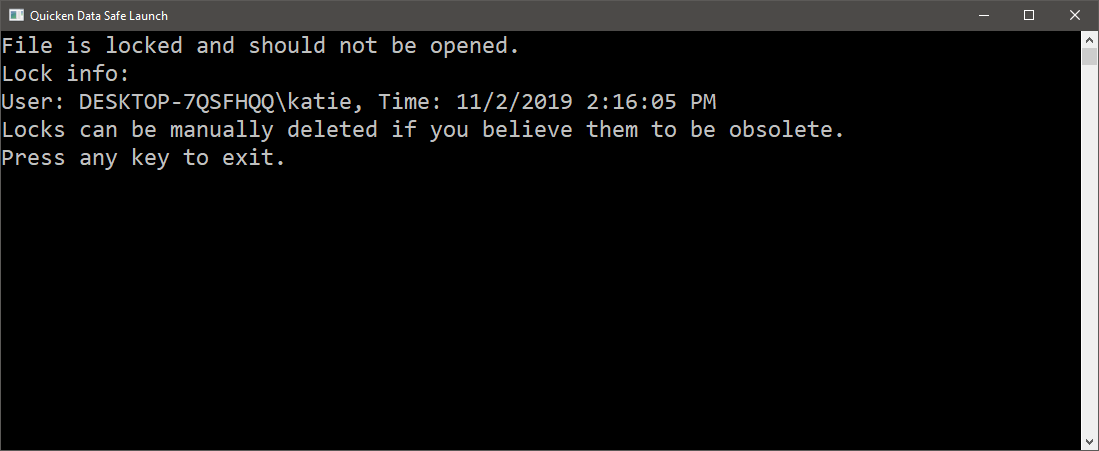 Quicken Data Safe Launch
File is locked and should not be opened.
Lock info:
User: DESKTOP-7QSFHQQ\katie, Time: 11/2/2019 2:16:05 PM
Locks can be manually deleted if you believe them to be obsolete.
Press any key to exit.